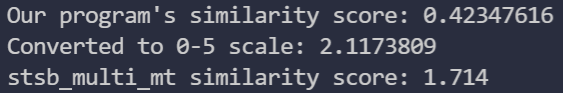 Our program's similarity score: 0.42347616
Converted to 0-5 scale: 2.1173809
stsb_multi_mt similarity score: 1.714